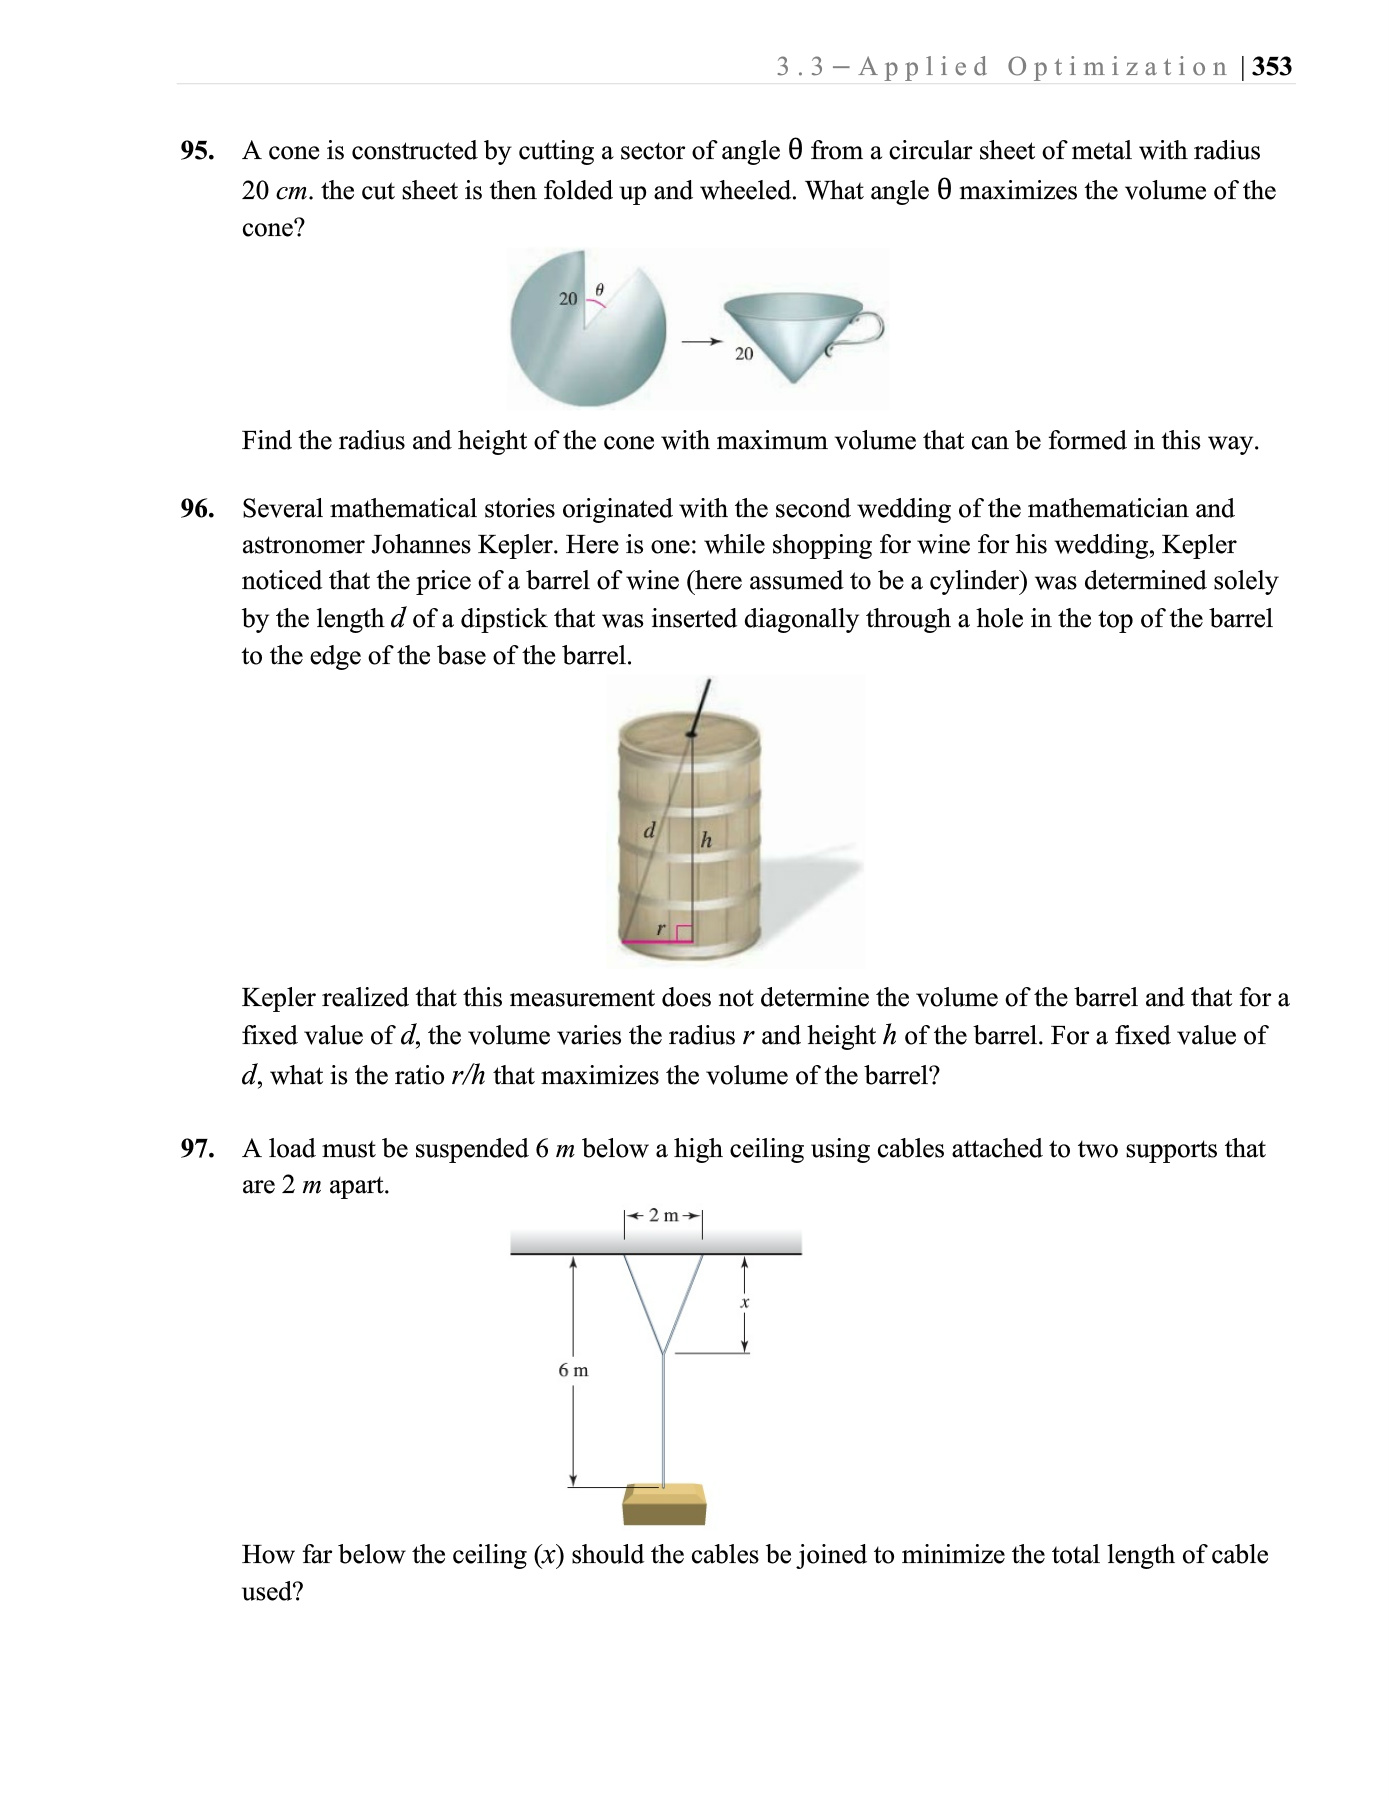 3.3 – Applied Optimization | 353
95. A cone is constructed by cutting a sector of angle θ from a circular sheet of metal with radius
20 cm. the cut sheet is then folded up and wheeled. What angle θ maximizes the volume of the
cone?
20 θ
20
Find the radius and height of the cone with maximum volume that can be formed in this way.
96. Several mathematical stories originated with the second wedding of the mathematician and
astronomer Johannes Kepler. Here is one: while shopping for wine for his wedding, Kepler
noticed that the price of a barrel of wine (here assumed to be a cylinder) was determined solely
by the length d of a dipstick that was inserted diagonally through a hole in the top of the barrel
to the edge of the base of the barrel.
d h
r
Kepler realized that this measurement does not determine the volume of the barrel and that for a
fixed value of d, the volume varies the radius r and height h of the barrel. For a fixed value of
d, what is the ratio r/h that maximizes the volume of the barrel?
97. A load must be suspended 6 m below a high ceiling using cables attached to two supports that
are 2 m apart.
2 m
x
6 m
How far below the ceiling (x) should the cables be joined to minimize the total length of cable
used?